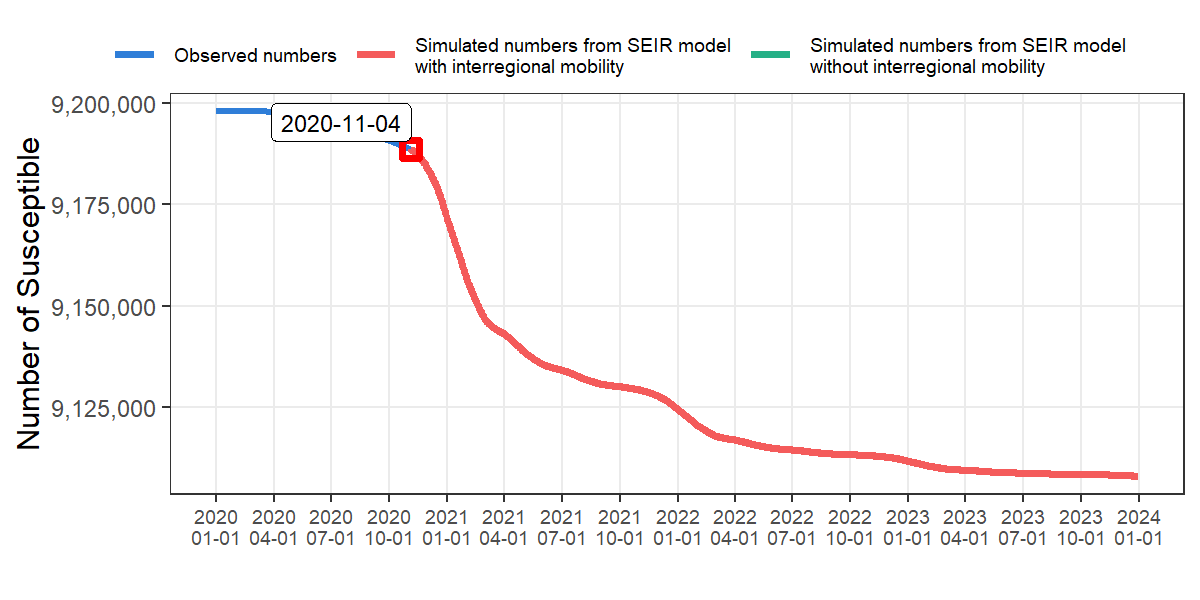 Observed numbers
Simulated numbers from SEIR model
with interregional mobility
Simulated numbers from SEIR model
without interregional mobility
Number of Susceptible
9,200,000
9,175,000
9,150,000
9,125,000
2020-11-04
2020 2020 2020 2020 2021 2021 2021 2021 2022 2022 2022 2022 2023 2023 2023 2023 2024
01-01 04-01 07-01 10-01 01-01 04-01 07-01 10-01 01-01 04-01 07-01 10-01 01-01 04-01 07-01 10-01 01-01